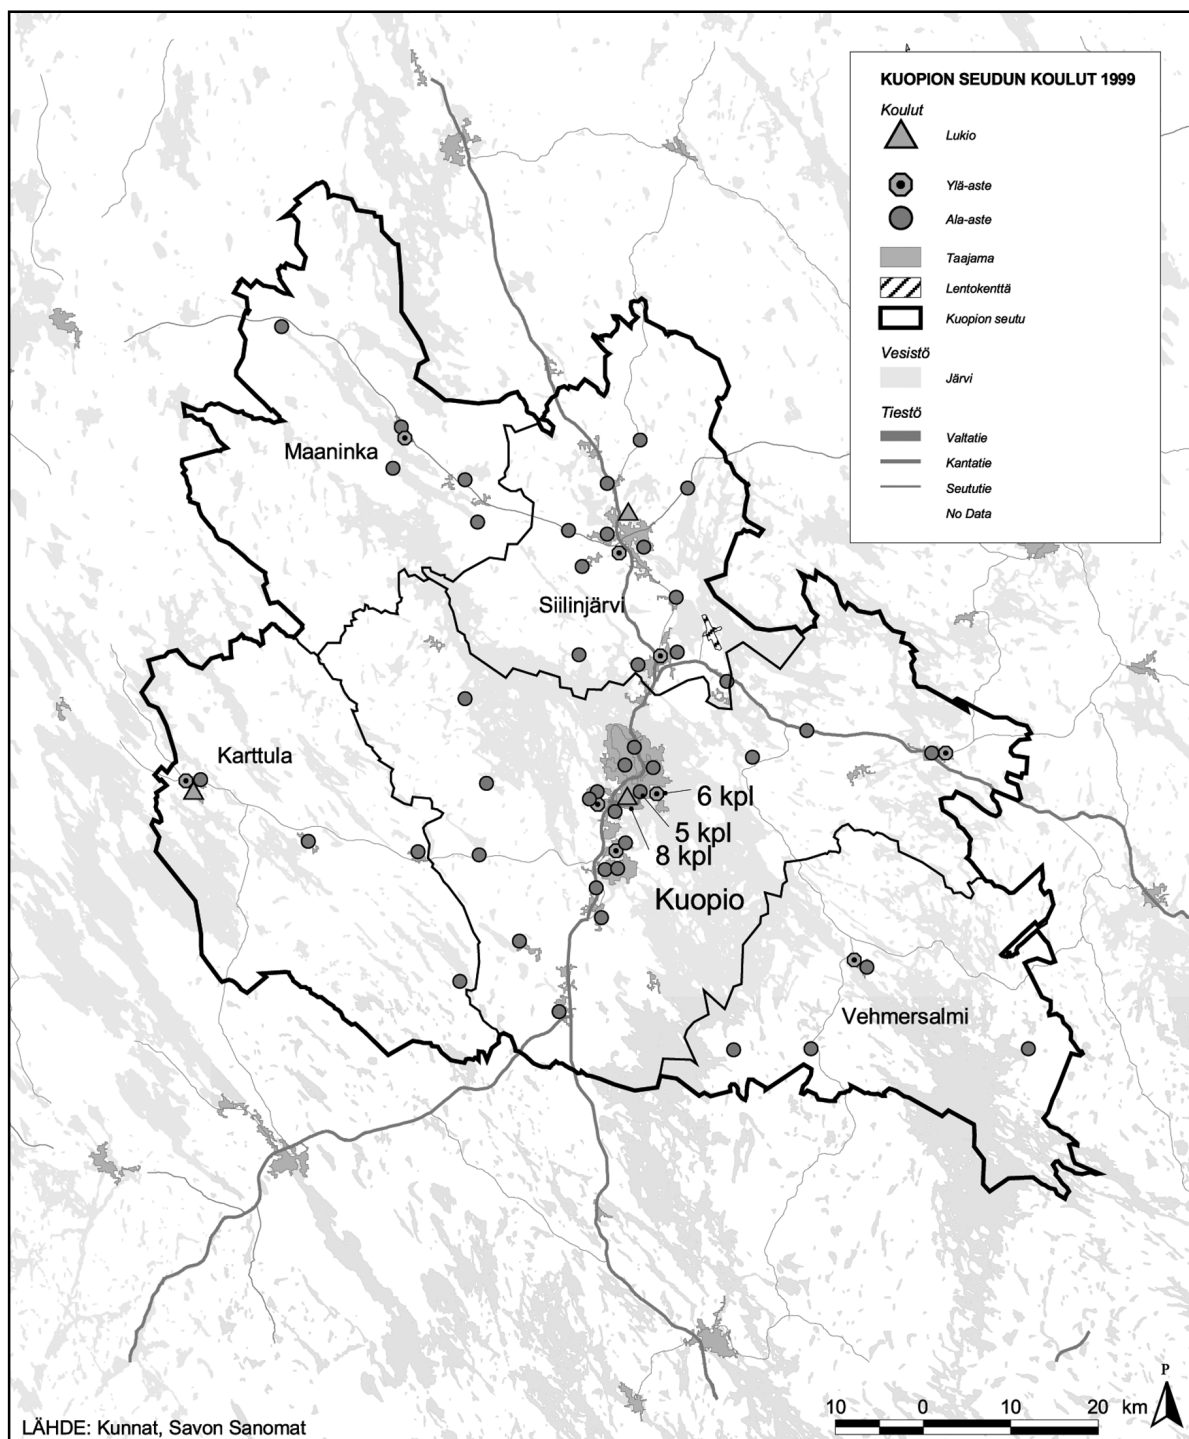 KUOPION SEUDUN KOULUT 1999
Koulut
Lukio
Ylä-aste
Ala-aste
Taajama
Lentokenttä
Kuopion seutu
Vesistö
Järvi
Tiestö
Valtatie
Kantatie
Seututie
No Data
Maaninka
Siilinjärvi
Karttula
6 kpl
5 kpl
8 kpl
Kuopio
Vehmersalmi
P
10 0 10 20 km
LÄHDE: Kunnat, Savon Sanomat